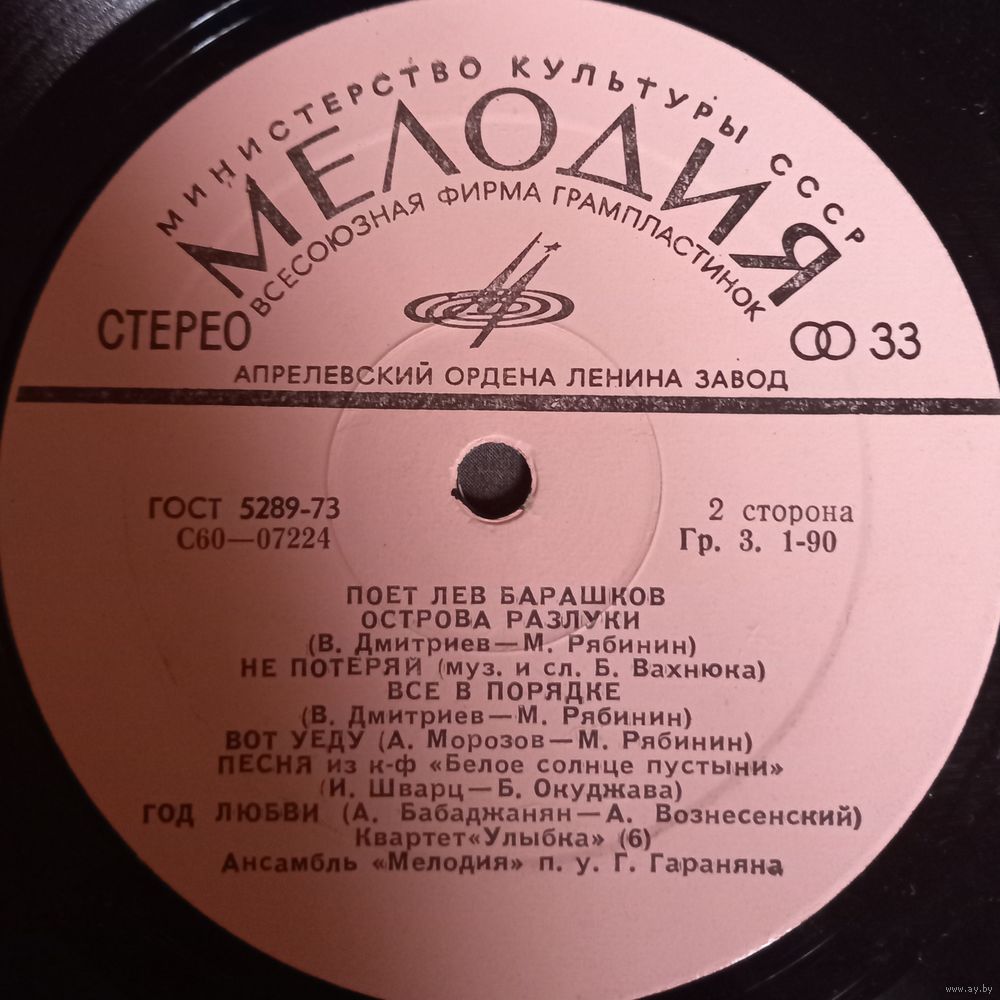 МИНИСТЕРСТВО КУЛЬТУРЫ СССР
МЕЛОДИЯ
ВСЕСОЮЗНАЯ ФИРМА ГРАМПЛАСТИНОК
СТЕРЕО
33
АПРЕЛЕВСКИЙ ОРДЕНА ЛЕНИНА ЗАВОД
ГОСТ 5289-73
2 сторона
С60—07224
Гр. 3. 1-90
ПОЕТ ЛЕВ БАРАШКОВ
ОСТРОВА РАЗЛУКИ
(В. Дмитриев—М. Рябинин)
НЕ ПОТЕРЯЙ (муз. и сл. Б. Вахнюка)
ВСЕ В ПОРЯДКЕ
(В. Дмитриев—М. Рябинин)
ВОТ УЕДУ (А. Морозов—М. Рябинин)
ПЕСНЯ из к-ф «Белое солнце пустыни»
(И. Шварц—Б. Окуджава)
ГОД ЛЮБВИ (А. Бабаджанян—А. Вознесенский)
Квартет «Улыбка» (6)
Ансамбль «Мелодия» п. у. Г. Гараняна
www.ay.by